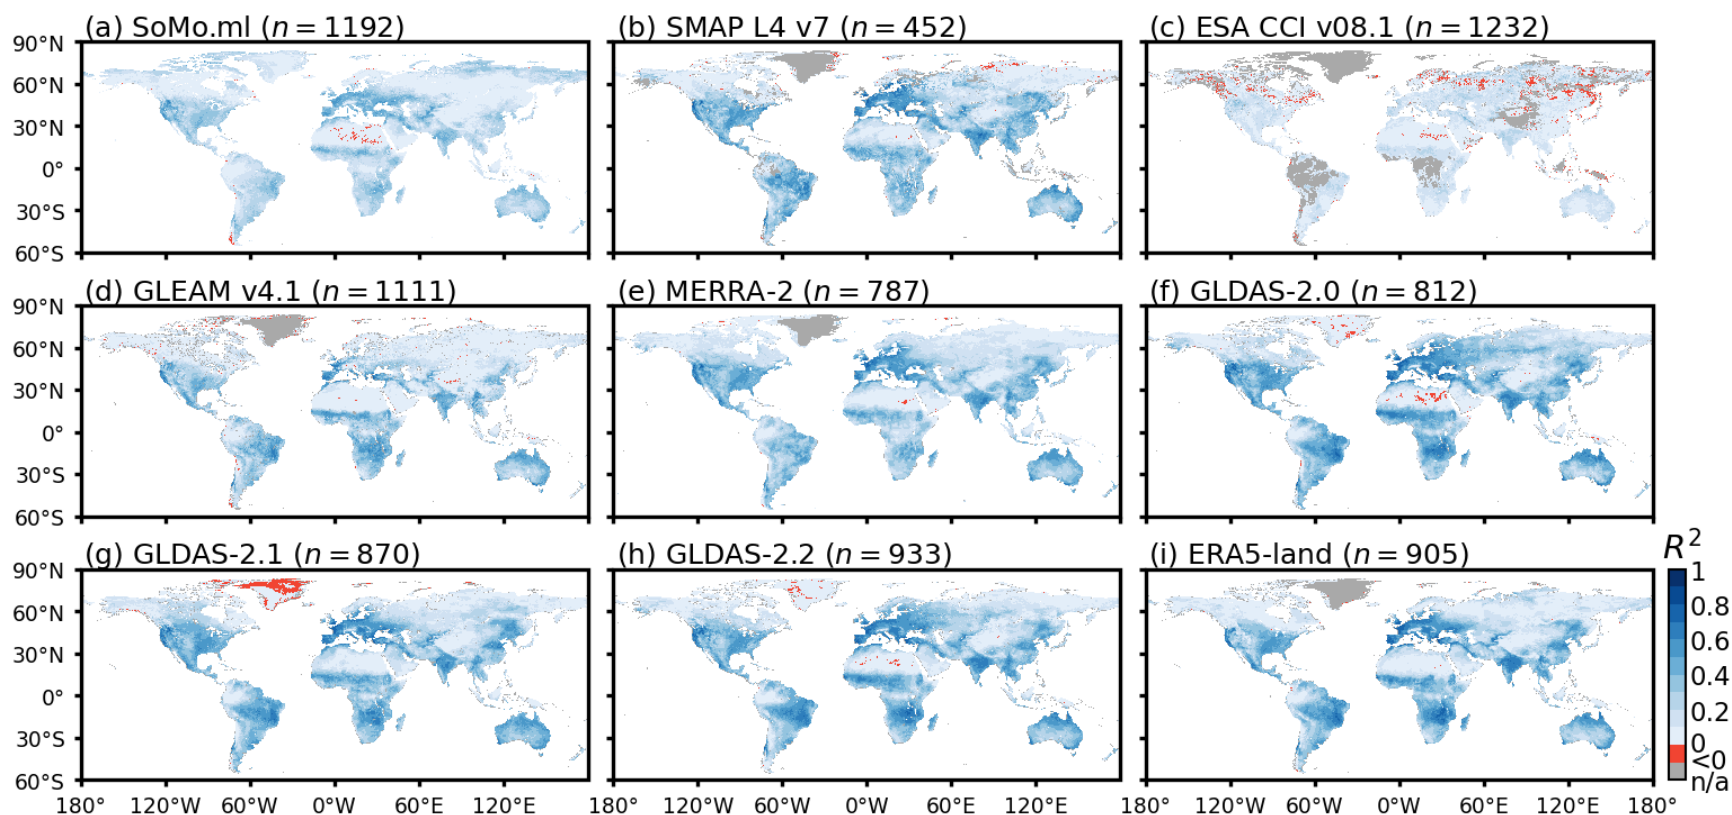 (a) SoMo.ml (n = 1192)
(b) SMAP L4 v7 (n = 452)
(c) ESA CCI v08.1 (n = 1232)
90°N
60°N
30°N
0°
30°S
60°S
(d) GLEAM v4.1 (n = 1111)
(e) MERRA-2 (n = 787)
(f) GLDAS-2.0 (n = 812)
90°N
60°N
30°N
0°
30°S
60°S
(g) GLDAS-2.1 (n = 870)
(h) GLDAS-2.2 (n = 933)
(i) ERA5-land (n = 905)
90°N
60°N
30°N
0°
30°S
60°S
180° 120°W 60°W 0°W 60°E 120°E
180° 120°W 60°W 0°W 60°E 120°E
180° 120°W 60°W 0°W 60°E 120°E 180°
R²
1
0.8
0.6
0.4
0.2
0
<0
n/a